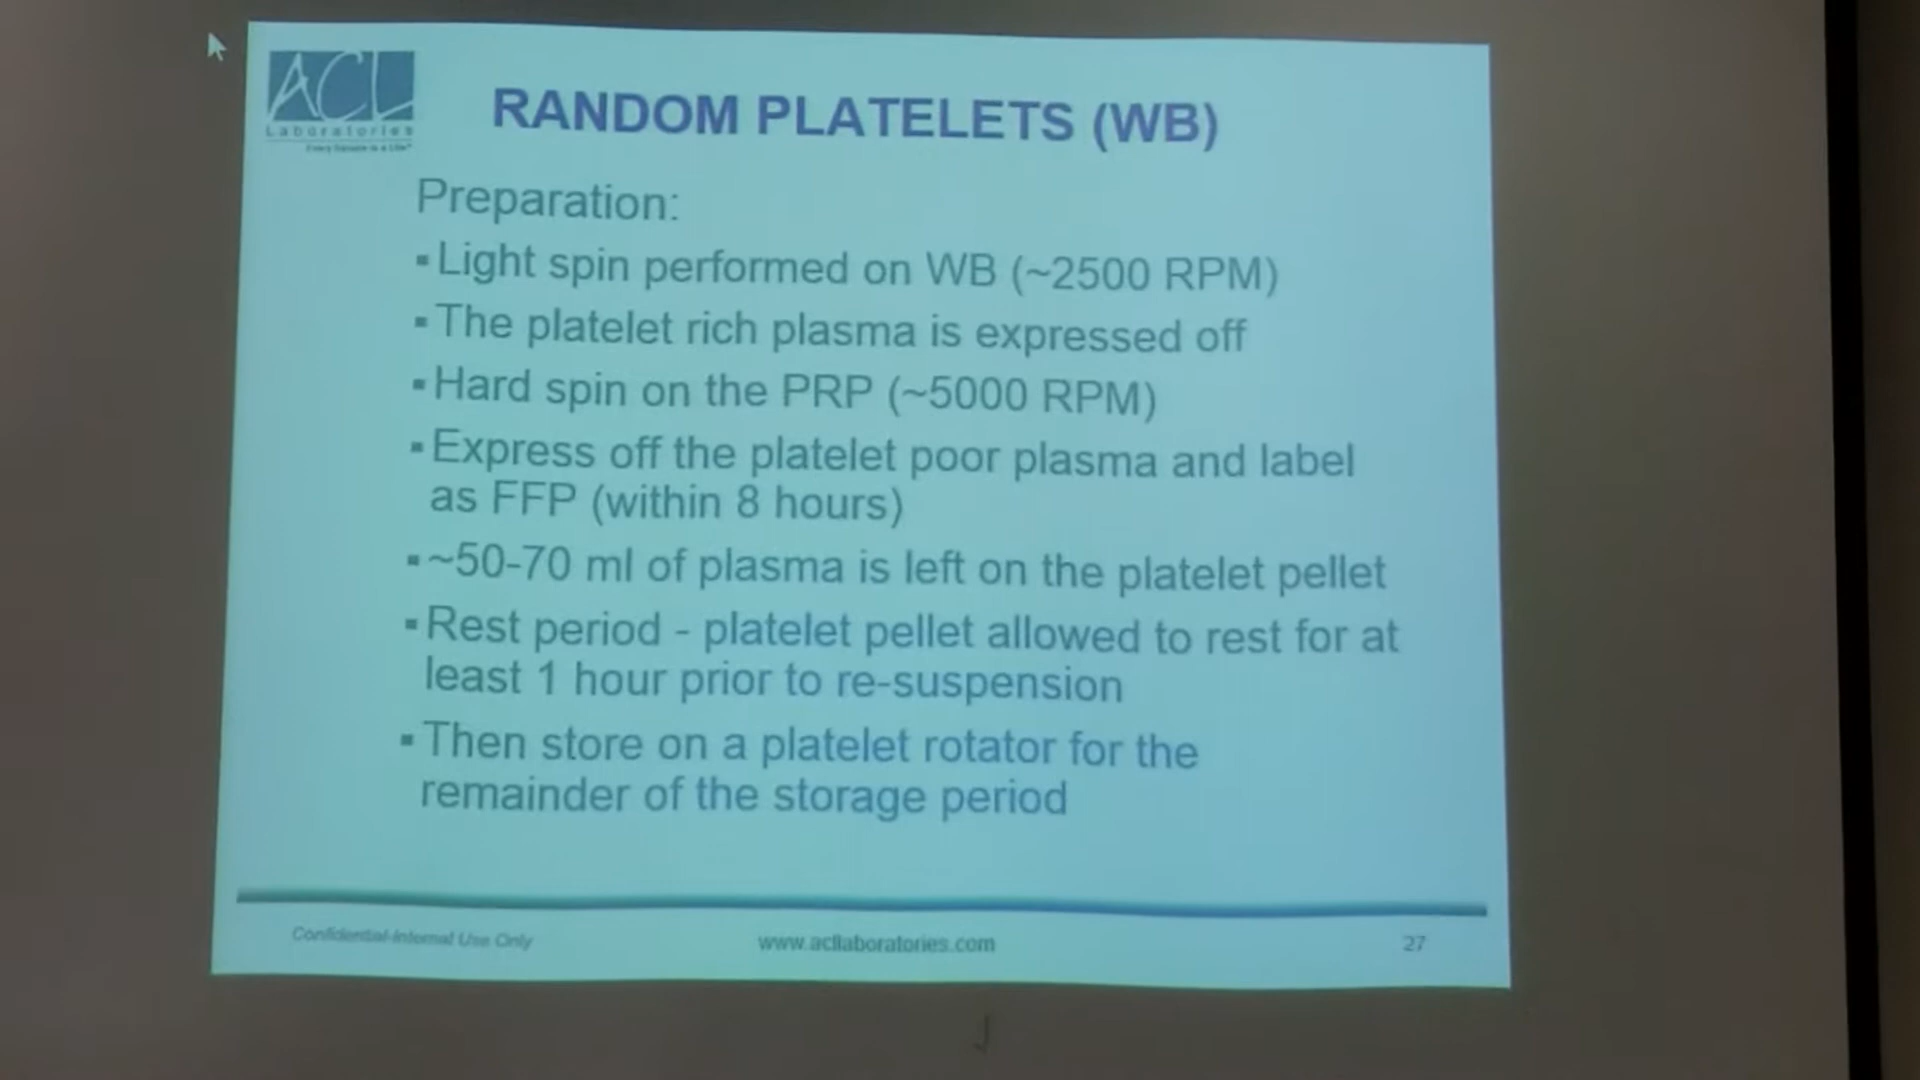 ACL
Laboratories
RANDOM PLATELETS (WB)
Preparation:
▪Light spin performed on WB (~2500 RPM)
▪The platelet rich plasma is expressed off
▪Hard spin on the PRP (~5000 RPM)
▪Express off the platelet poor plasma and label
as FFP (within 8 hours)
▪~50-70 ml of plasma is left on the platelet pellet
▪Rest period - platelet pellet allowed to rest for at
least 1 hour prior to re-suspension
▪Then store on a platelet rotator for the
remainder of the storage period
Confidential-Internal Use Only
www.acllaboratories.com
27